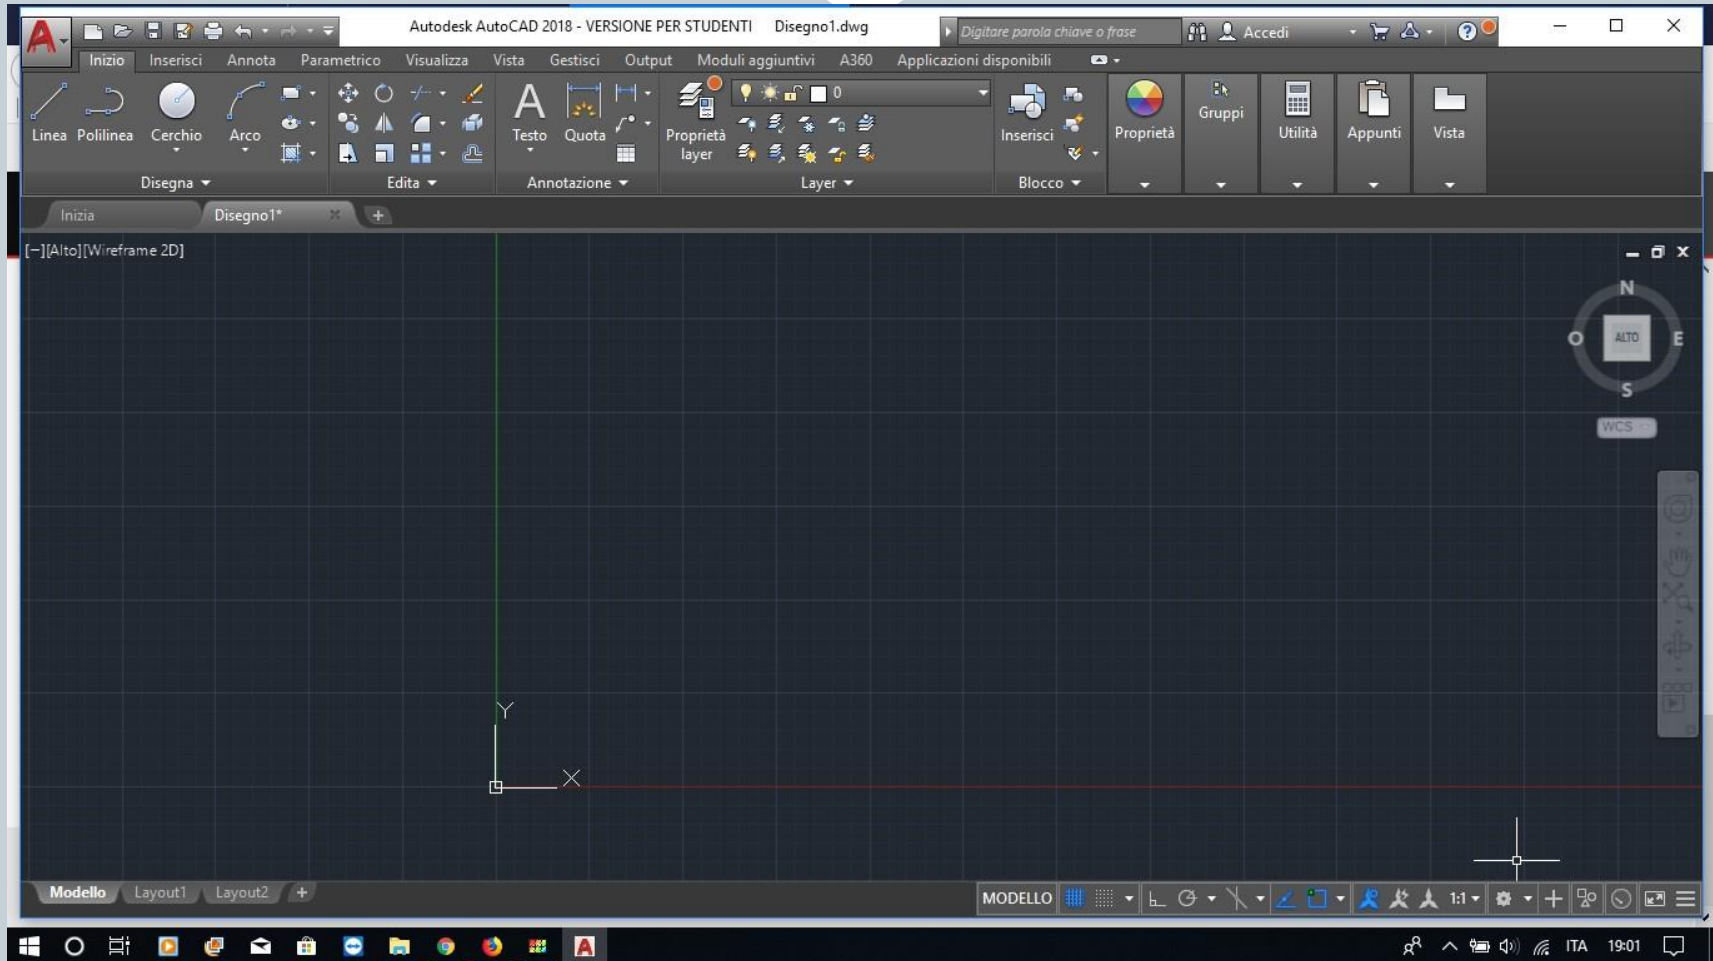 Autodesk AutoCAD 2018 - VERSIONE PER STUDENTI Disegno1.dwg
Digitare parola chiave o frase
Accedi
Inizio Inserisci Annota Parametrico Visualizza Vista Gestisci Output Moduli aggiuntivi A360 Applicazioni disponibili
0
Linea Polilinea Cerchio Arco
Testo Quota
Proprietà layer
Inserisci
Proprietà
Gruppi
Utilità
Appunti
Vista
Disegna Edita Annotazione Layer Blocco
Inizia Disegno1*
[−][Alto][Wireframe 2D]
N
O ALTO E
S
WCS
Y
X
Modello Layout1 Layout2
MODELLO 1:1
ITA 19:01